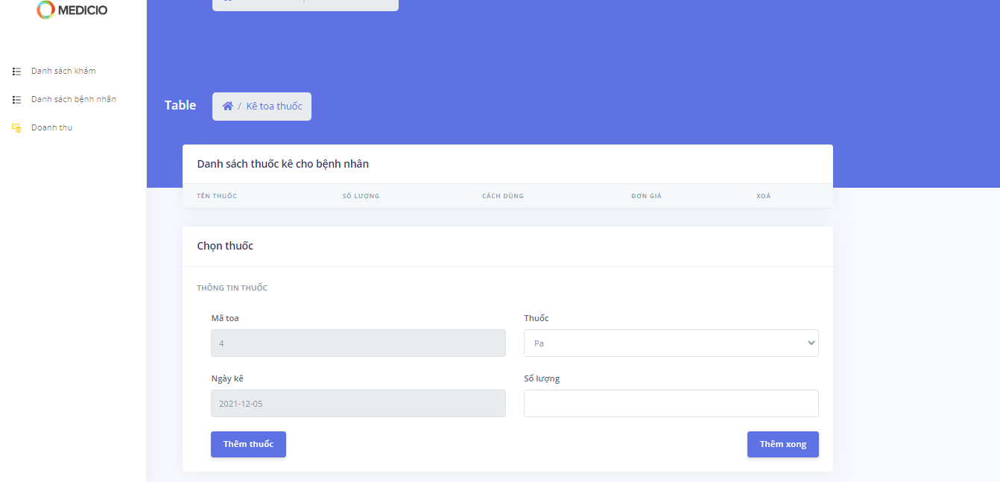 MEDICIO
Danh sách khám
Danh sách bệnh nhân
Doanh thu
Table
/ Kê toa thuốc
Danh sách thuốc kê cho bệnh nhân
TÊN THUỐC SỐ LƯỢNG CÁCH DÙNG ĐƠN GIÁ XOÁ
Chọn thuốc
THÔNG TIN THUỐC
Mã toa Thuốc
4 Pa
Ngày kê Số lượng
2021-12-05
Thêm thuốc Thêm xong